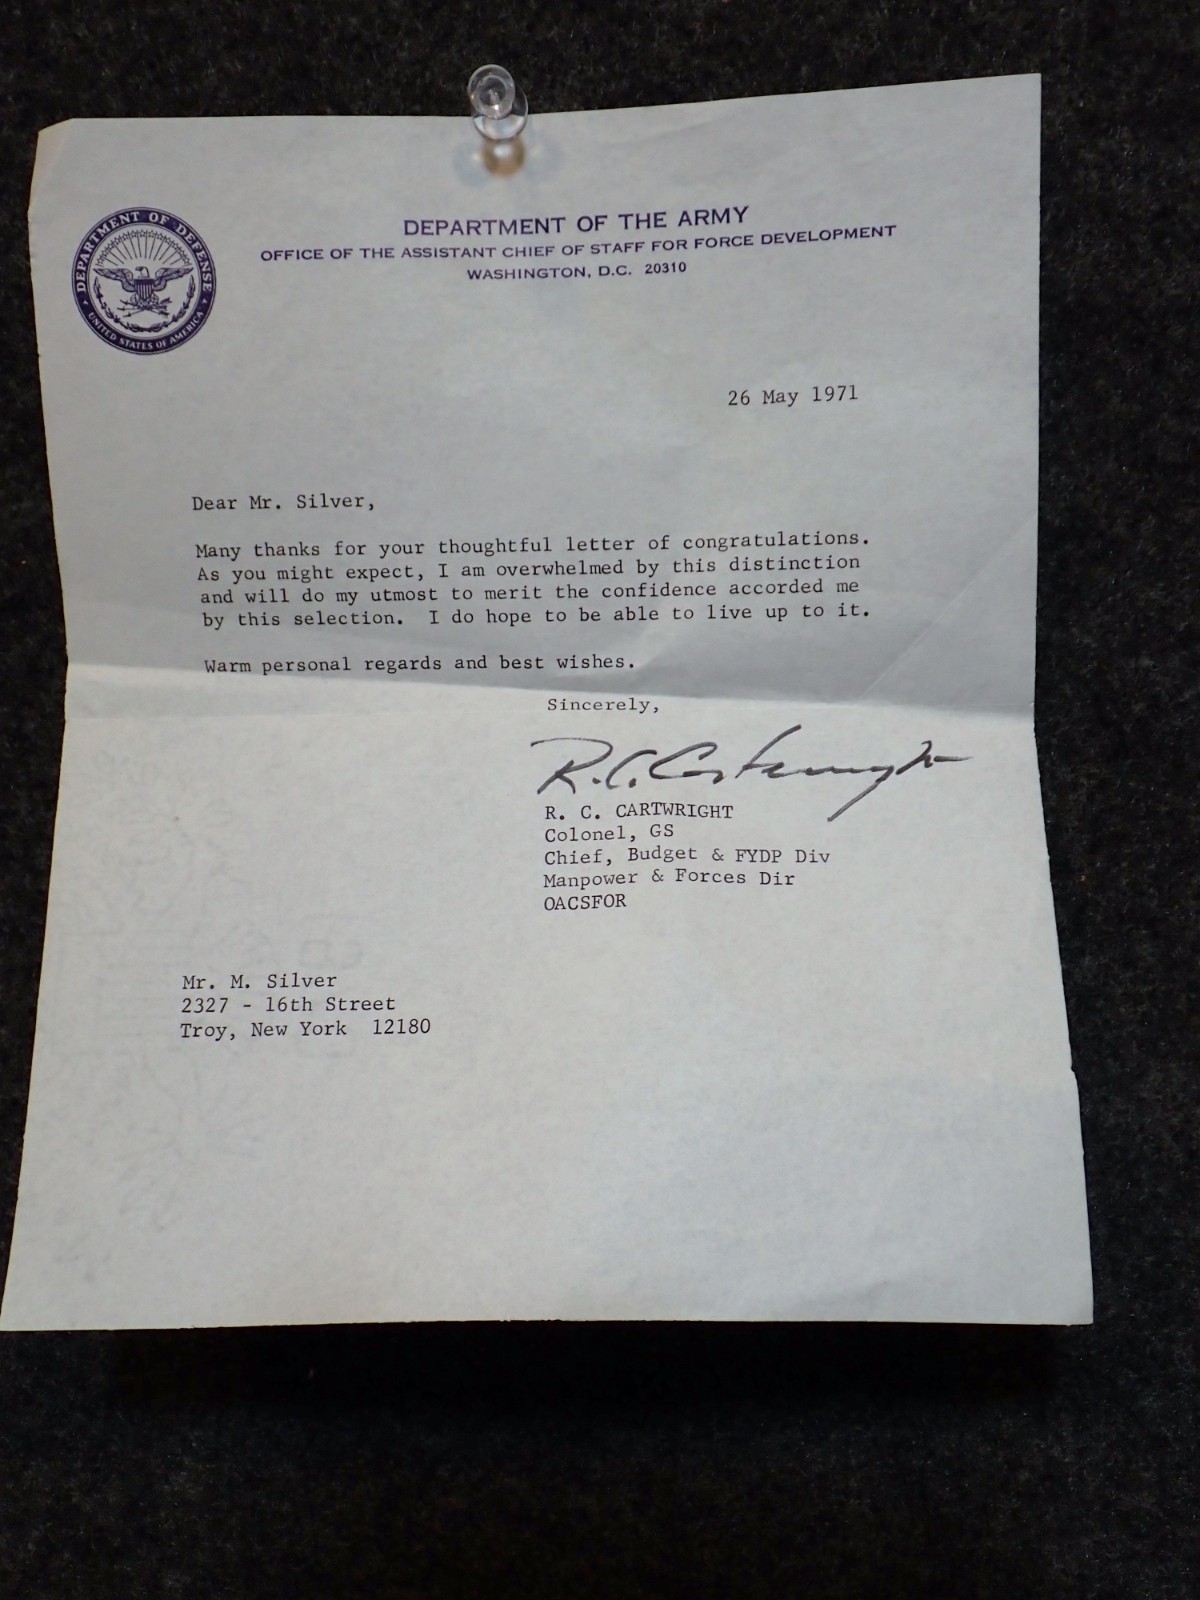 DEPARTMENT OF DEFENSE
UNITED STATES OF AMERICA
DEPARTMENT OF THE ARMY
OFFICE OF THE ASSISTANT CHIEF OF STAFF FOR FORCE DEVELOPMENT
WASHINGTON, D.C. 20310
26 May 1971
Dear Mr. Silver,
Many thanks for your thoughtful letter of congratulations.
As you might expect, I am overwhelmed by this distinction
and will do my utmost to merit the confidence accorded me
by this selection. I do hope to be able to live up to it.
Warm personal regards and best wishes.
Sincerely,
R. C. Cartwright
R. C. CARTWRIGHT
Colonel, GS
Chief, Budget & FYDP Div
Manpower & Forces Dir
OACSFOR
Mr. M. Silver
2327 - 16th Street
Troy, New York 12180